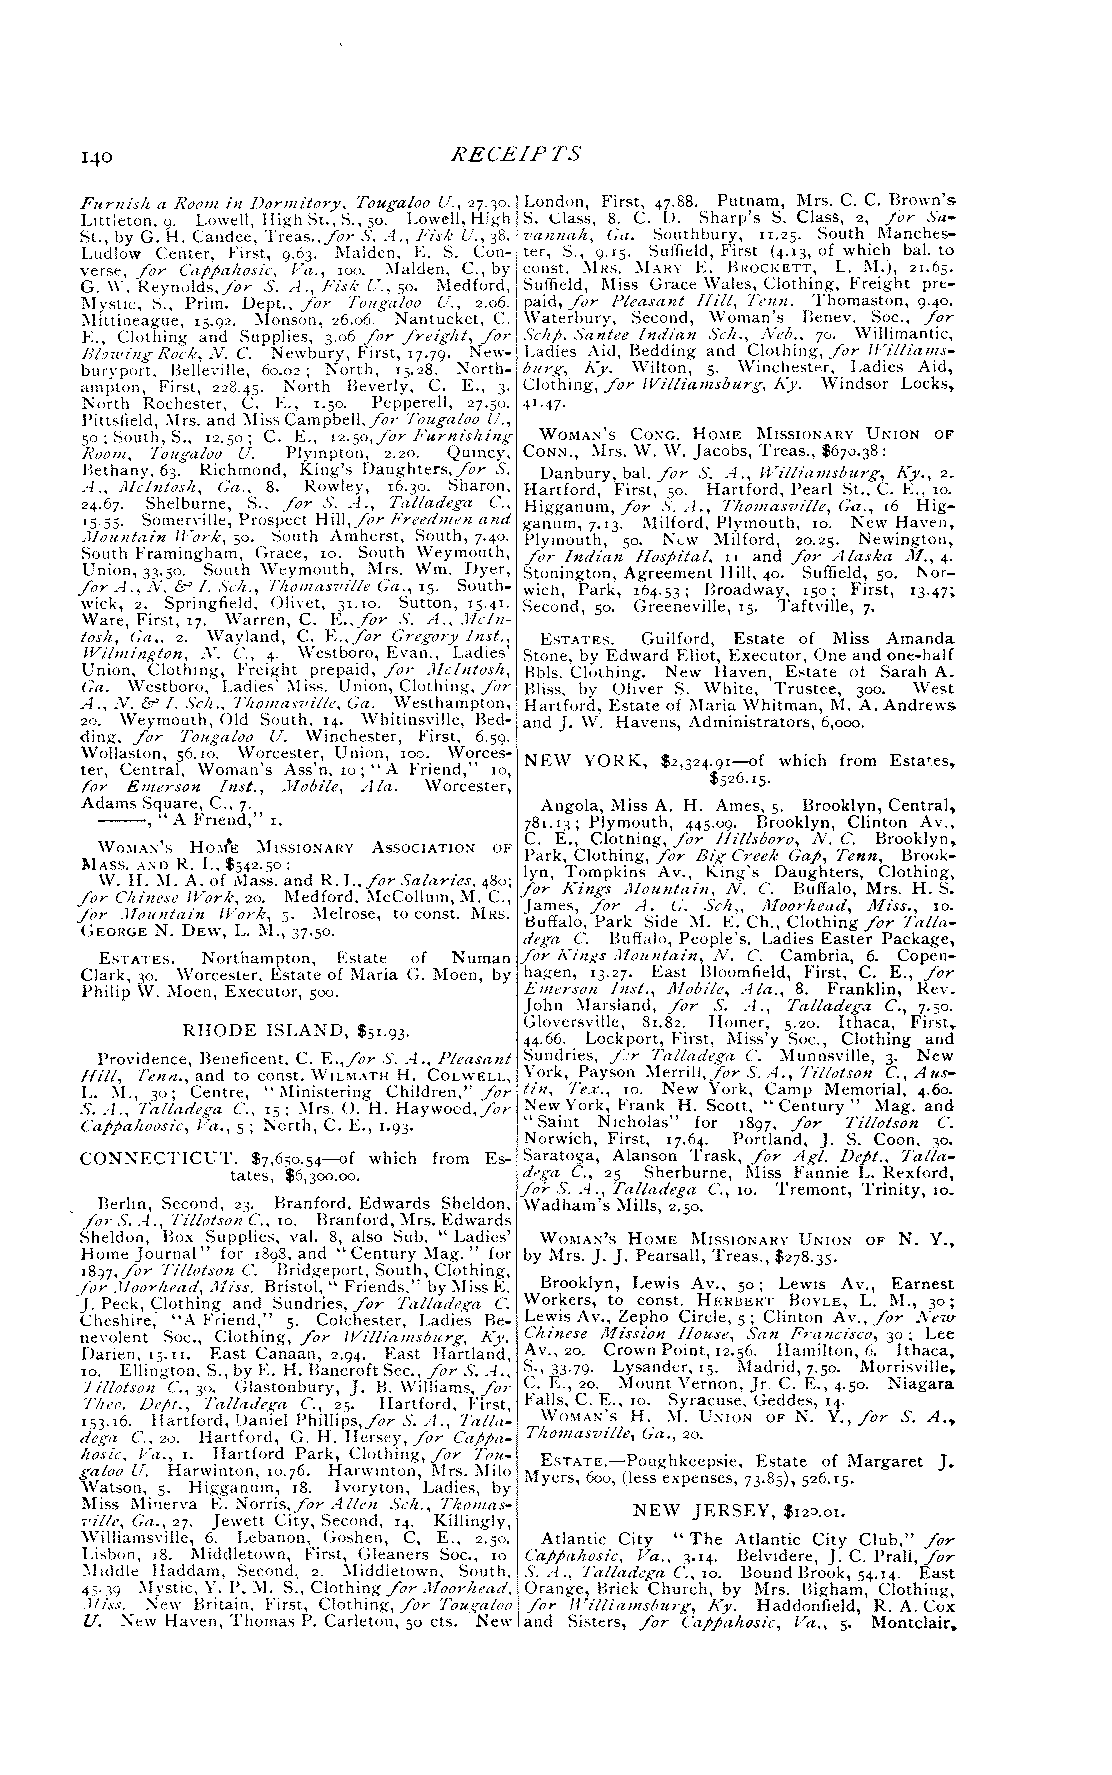 140
RECEIPTS
Furnish a Room in Dormitory, Tougaloo U., 27.30.
Littleton, 9. Lowell, High St., S., 50. Lowell, High
St., by G. H. Candee, Treas., for S. A., Fisk U., 38.
Ludlow Center, First, 9.63. Malden, E. S. Con-
verse, for Cappahosic, Va., 100. Malden, C., by
G. W. Reynolds, for S. A., Fisk U., 50. Medford,
Mystic, S., Prim. Dept., for Tougaloo U., 2.06.
Mittineague, 15.92. Monson, 26.06. Nantucket, C.
E., Clothing and Supplies, 3.06 for freight, for
Blowing Rock, N. C. Newbury, First, 17.79. New-
buryport, Belleville, 60.02; North, 15.28. North-
ampton, First, 228.45. North Beverly, C. E., 3.
North Rochester, C. E., 1.50. Pepperell, 27.50.
Pittsfield, Mrs. and Miss Campbell, for Tougaloo U.,
50; South, S., 12.50; C. E., 12.50, for Furnishing
Room, Tougaloo U. Plympton, 2.20. Quincy,
Bethany, 63. Richmond, King's Daughters, for S.
A., McIntosh, Ga., 8. Rowley, 16.30. Sharon,
24.67. Shelburne, S., for S. A., Talladega C.,
15.55. Somerville, Prospect Hill, for Freedmen and
Mountain Work, 50. South Amherst, South, 7.40.
South Framingham, Grace, 10. South Weymouth,
Union, 33.50. South Weymouth, Mrs. Wm. Dyer,
for A., N. & I. Sch., Thomasville Ga., 15. South-
wick, 2. Springfield, Olivet, 31.10. Sutton, 15.41.
Ware, First, 17. Warren, C. E., for S. A., McIn-
tosh, Ga., 2. Wayland, C. E., for Gregory Inst.,
Wilmington, N. C., 4. Westboro, Evan., Ladies'
Union, Clothing, Freight prepaid, for McIntosh,
Ga. Westboro, Ladies' Miss. Union, Clothing, for
A., N. & I. Sch., Thomasville, Ga. Westhampton,
20. Weymouth, Old South, 14. Whitinsville, Bed-
ding, for Tougaloo U. Winchester, First, 6.59.
Wollaston, 56.10. Worcester, Union, 100. Worces-
ter, Central, Woman's Ass'n, 10; "A Friend," 10,
for Emerson Inst., Mobile, Ala. Worcester,
Adams Square, C., 7.
——, "A Friend," 1.
WOMAN'S HOME MISSIONARY ASSOCIATION OF
MASS. AND R. I., $542.50:
W. H. M. A. of Mass. and R. I., for Salaries, 480;
for Chinese Work, 20. Medford, McCollum, M. C.,
for Mountain Work, 5. Melrose, to const. MRS.
GEORGE N. DEW, L. M., 37.50.
ESTATES. Northampton, Estate of Numan
Clark, 30. Worcester, Estate of Maria G. Moen, by
Philip W. Moen, Executor, 500.
RHODE ISLAND, $51.93.
Providence, Beneficent, C. E., for S. A., Pleasant
Hill, Tenn., and to const. WILMATH H. COLWELL,
L. M., 30; Centre, "Ministering Children," for
S. A., Talladega C., 15; Mrs. O. H. Haywood, for
Cappahoosic, Va., 5; North, C. E., 1.93.
CONNECTICUT. $7,650.54—of which from Es-
tates, $6,300.00.
Berlin, Second, 23. Branford, Edwards Sheldon,
for S. A., Tillotson C., 10. Branford, Mrs. Edwards
Sheldon, Box Supplies, val. 8, also Sub. "Ladies'
Home Journal" for 1898, and "Century Mag." for
1897, for Tillotson C. Bridgeport, South, Clothing,
for Moorhead, Miss. Bristol, "Friends," by Miss E.
J. Peck, Clothing and Sundries, for Talladega C.
Cheshire, "A Friend," 5. Colchester, Ladies Be-
nevolent Soc., Clothing, for Williamsburg, Ky.
Darien, 15.11. East Canaan, 2.94. East Hartland,
10. Ellington, S., by E. H. Bancroft Sec., for S. A.,
Tillotson C., 30. Glastonbury, J. B. Williams, for
Theo. Dept., Talladega C., 25. Hartford, First,
153.16. Hartford, Daniel Phillips, for S. A., Talla-
dega C., 20. Hartford, G. H. Hersey, for Cappa-
hosic, Va., 1. Hartford Park, Clothing, for Tou-
galoo U. Harwinton, 10.76. Harwinton, Mrs. Milo
Watson, 5. Higganum, 18. Ivoryton, Ladies, by
Miss Minerva E. Norris, for Allen Sch., Thomas-
ville, Ga., 27. Jewett City, Second, 14. Killingly,
Williamsville, 6. Lebanon, Goshen, C. E., 2.50.
Lisbon, 18. Middletown, First, Gleaners Soc., 10
Middle Haddam, Second, 2. Middletown, South,
45.39 Mystic, Y. P. M. S., Clothing for Moorhead,
Miss. New Britain, First, Clothing, for Tougaloo
U. New Haven, Thomas P. Carleton, 50 cts. New
London, First, 47.88. Putnam, Mrs. C. C. Brown's
S. Class, 8. C. D. Sharp's S. Class, 2, for Sa-
vannah, Ga. Southbury, 11.25. South Manches-
ter, S., 9.15. Suffield, First (4.13, of which bal. to
const. MRS. MARY E. BROCKETT, L. M.), 21.65.
Suffield, Miss Grace Wales, Clothing, Freight pre-
paid, for Pleasant Hill, Tenn. Thomaston, 9.40.
Waterbury, Second, Woman's Benev. Soc., for
Schp. Santee Indian Sch., Neb., 70. Willimantic,
Ladies Aid, Bedding and Clothing, for Williams-
burg, Ky. Wilton, 5. Winchester, Ladies Aid,
Clothing, for Williamsburg, Ky. Windsor Locks,
41.47.
WOMAN'S CONG. HOME MISSIONARY UNION OF
CONN., Mrs. W. W. Jacobs, Treas., $670.38:
Danbury, bal. for S. A., Williamsburg, Ky., 2.
Hartford, First, 50. Hartford, Pearl St., C. E., 10.
Higganum, for S. A., Thomasville, Ga., 16 Hig-
ganum, 7.13. Milford, Plymouth, 10. New Haven,
Plymouth, 50. New Milford, 20.25. Newington,
for Indian Hospital, 11 and for Alaska M., 4.
Stonington, Agreement Hill, 40. Suffield, 50. Nor-
wich, Park, 164.53; Broadway, 150; First, 13.47;
Second, 50. Greeneville, 15. Taftville, 7.
ESTATES. Guilford, Estate of Miss Amanda
Stone, by Edward Eliot, Executor, One and one-half
Bbls. Clothing. New Haven, Estate of Sarah A.
Bliss, by Oliver S. White, Trustee, 300. West
Hartford, Estate of Maria Whitman, M. A. Andrews
and J. W. Havens, Administrators, 6,000.
NEW YORK, $2,324.91—of which from Estates,
$526.15.
Angola, Miss A. H. Ames, 5. Brooklyn, Central,
781.13; Plymouth, 445.09. Brooklyn, Clinton Av.,
C. E., Clothing, for Hillsboro, N. C. Brooklyn,
Park, Clothing, for Big Creek Gap, Tenn, Brook-
lyn, Tompkins Av., King's Daughters, Clothing,
for Kings Mountain, N. C. Buffalo, Mrs. H. S.
James, for A. G. Sch., Moorhead, Miss., 10.
Buffalo, Park Side M. E. Ch., Clothing for Talla-
dega C. Buffalo, People's, Ladies Easter Package,
for Kings Mountain, N. C. Cambria, 6. Copen-
hagen, 13.27. East Bloomfield, First, C. E., for
Emerson Inst., Mobile, Ala., 8. Franklin, Rev.
John Marsland, for S. A., Talladega C., 7.50.
Gloversville, 81.82. Homer, 5.20. Ithaca, First,
44.66. Lockport, First, Miss'y Soc., Clothing and
Sundries, for Talladega C. Munnsville, 3. New
York, Payson Merrill, for S. A., Tillotson C., Aus-
tin, Tex., 10. New York, Camp Memorial, 4.60.
New York, Frank H. Scott, "Century" Mag. and
"Saint Nicholas" for 1897, for Tillotson C.
Norwich, First, 17.64. Portland, J. S. Coon, 30.
Saratoga, Alanson Trask, for Agl. Dept., Talla-
dega C., 25 Sherburne, Miss Fannie L. Rexford,
for S. A., Talladega C., 10. Tremont, Trinity, 10.
Wadham's Mills, 2.50.
WOMAN'S HOME MISSIONARY UNION OF N. Y.,
by Mrs. J. J. Pearsall, Treas., $278.35.
Brooklyn, Lewis Av., 50; Lewis Av., Earnest
Workers, to const. HERBERT BOYLE, L. M., 30;
Lewis Av., Zepho Circle, 5; Clinton Av., for New
Chinese Mission House, San Francisco, 30; Lee
Av., 20. Crown Point, 12.56. Hamilton, 6. Ithaca,
S., 33.79. Lysander, 15. Madrid, 7.50. Morrisville,
C. E., 20. Mount Vernon, Jr. C. E., 4.50. Niagara
Falls, C. E., 10. Syracuse, Geddes, 14.
WOMAN'S H. M. UNION OF N. Y., for S. A.,
Thomasville, Ga., 20.
ESTATE.—Poughkeepsie, Estate of Margaret J.
Myers, 600, (less expenses, 73.85), 526.15.
NEW JERSEY, $120.01.
Atlantic City "The Atlantic City Club," for
Cappahosic, Va., 3.14. Belvidere, J. C. Prall, for
S. A., Talladega C., 10. Bound Brook, 54.14. East
Orange, Brick Church, by Mrs. Bigham, Clothing,
for Williamsburg, Ky. Haddonfield, R. A. Cox
and Sisters, for Cappahosic, Va., 5. Montclair,